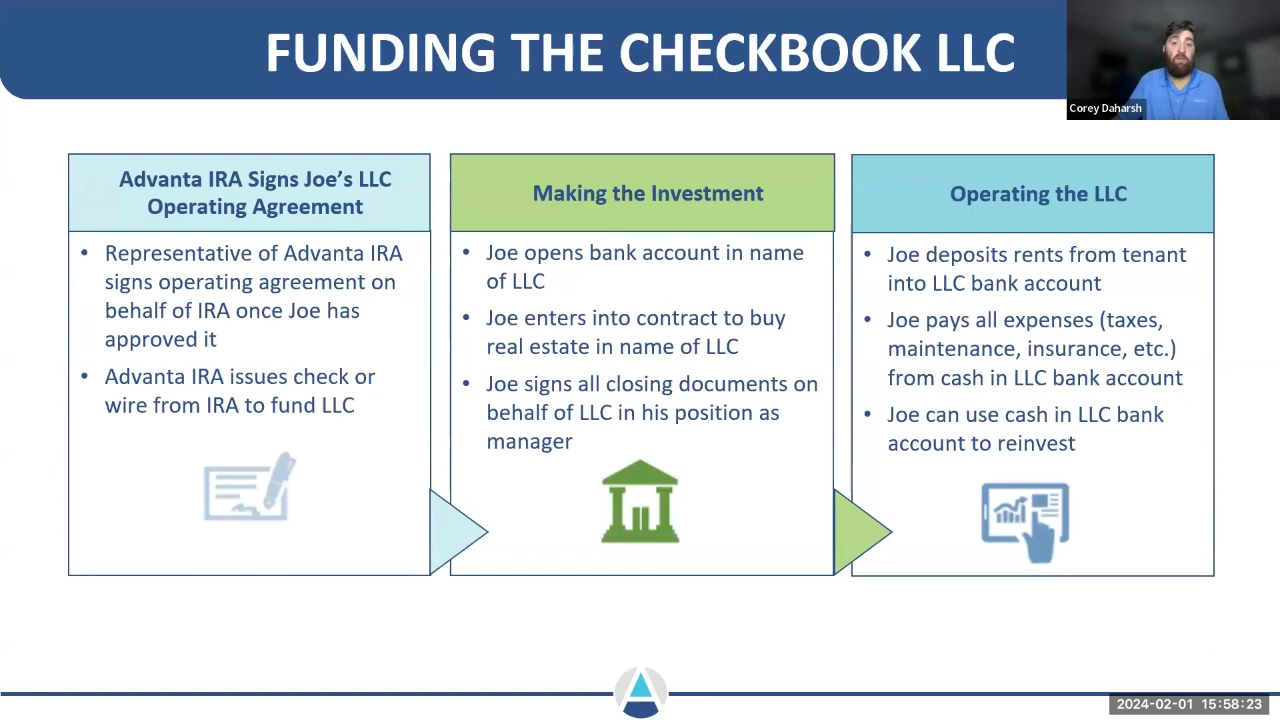 FUNDING THE CHECKBOOK LLC
Corey Daharsh
Advanta IRA Signs Joe's LLC
Operating Agreement
• Representative of Advanta IRA
signs operating agreement on
behalf of IRA once Joe has
approved it
• Advanta IRA issues check or
wire from IRA to fund LLC
Making the Investment
• Joe opens bank account in name
of LLC
• Joe enters into contract to buy
real estate in name of LLC
• Joe signs all closing documents on
behalf of LLC in his position as
manager
Operating the LLC
• Joe deposits rents from tenant
into LLC bank account
• Joe pays all expenses (taxes,
maintenance, insurance, etc.)
from cash in LLC bank account
• Joe can use cash in LLC bank
account to reinvest
2024-02-01 15:58:23